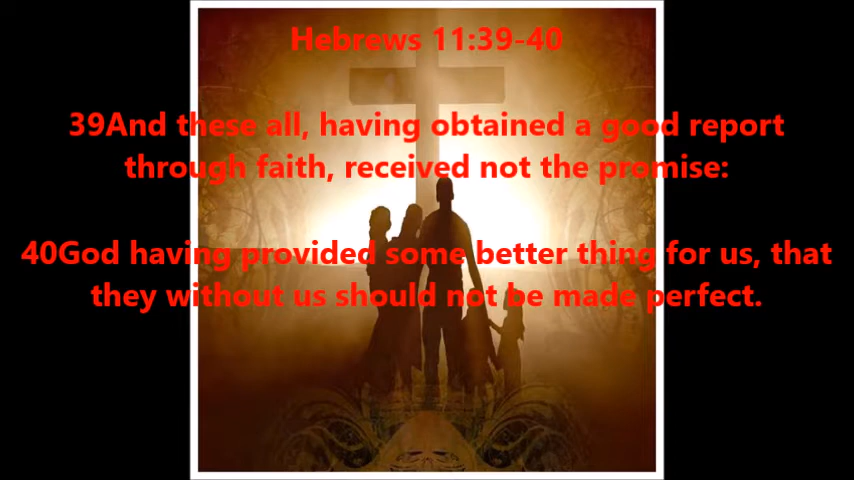 Hebrews 11:39-40
39And these all, having obtained a good report
through faith, received not the promise:
40God having provided some better thing for us, that
they without us should not be made perfect.